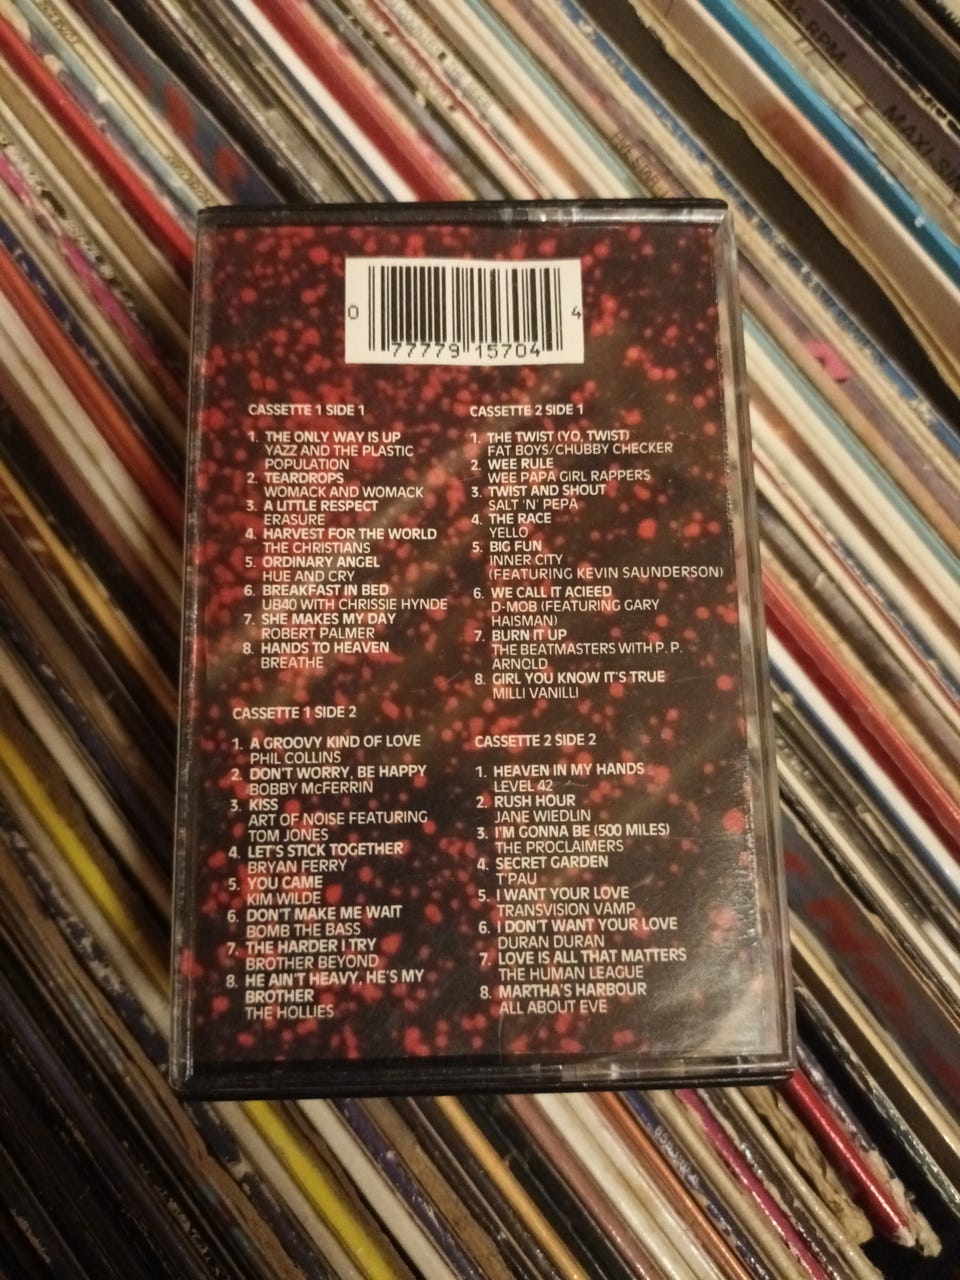 45 RPM
MAXI-SIN
0
4
77779 15704
CASSETTE 1 SIDE 1
1. THE ONLY WAY IS UP
YAZZ AND THE PLASTIC
POPULATION
2. TEARDROPS
WOMACK AND WOMACK
3. A LITTLE RESPECT
ERASURE
4. HARVEST FOR THE WORLD
THE CHRISTIANS
5. ORDINARY ANGEL
HUE AND CRY
6. BREAKFAST IN BED
UB40 WITH CHRISSIE HYNDE
7. SHE MAKES MY DAY
ROBERT PALMER
8. HANDS TO HEAVEN
BREATHE
CASSETTE 1 SIDE 2
1. A GROOVY KIND OF LOVE
PHIL COLLINS
2. DON'T WORRY, BE HAPPY
BOBBY McFERRIN
3. KISS
ART OF NOISE FEATURING
TOM JONES
4. LET'S STICK TOGETHER
BRYAN FERRY
5. YOU CAME
KIM WILDE
6. DON'T MAKE ME WAIT
BOMB THE BASS
7. THE HARDER I TRY
BROTHER BEYOND
8. HE AIN'T HEAVY, HE'S MY
BROTHER
THE HOLLIES
CASSETTE 2 SIDE 1
1. THE TWIST (YO, TWIST)
FAT BOYS/CHUBBY CHECKER
2. WEE RULE
WEE PAPA GIRL RAPPERS
3. TWIST AND SHOUT
SALT 'N' PEPA
4. THE RACE
YELLO
5. BIG FUN
INNER CITY
(FEATURING KEVIN SAUNDERSON)
6. WE CALL IT ACIEED
D-MOB (FEATURING GARY
HAISMAN)
7. BURN IT UP
THE BEATMASTERS WITH P. P.
ARNOLD
8. GIRL YOU KNOW IT'S TRUE
MILLI VANILLI
CASSETTE 2 SIDE 2
1. HEAVEN IN MY HANDS
LEVEL 42
2. RUSH HOUR
JANE WIEDLIN
3. I'M GONNA BE (500 MILES)
THE PROCLAIMERS
4. SECRET GARDEN
T'PAU
5. I WANT YOUR LOVE
TRANSVISION VAMP
6. I DON'T WANT YOUR LOVE
DURAN DURAN
7. LOVE IS ALL THAT MATTERS
THE HUMAN LEAGUE
8. MARTHA'S HARBOUR
ALL ABOUT EVE